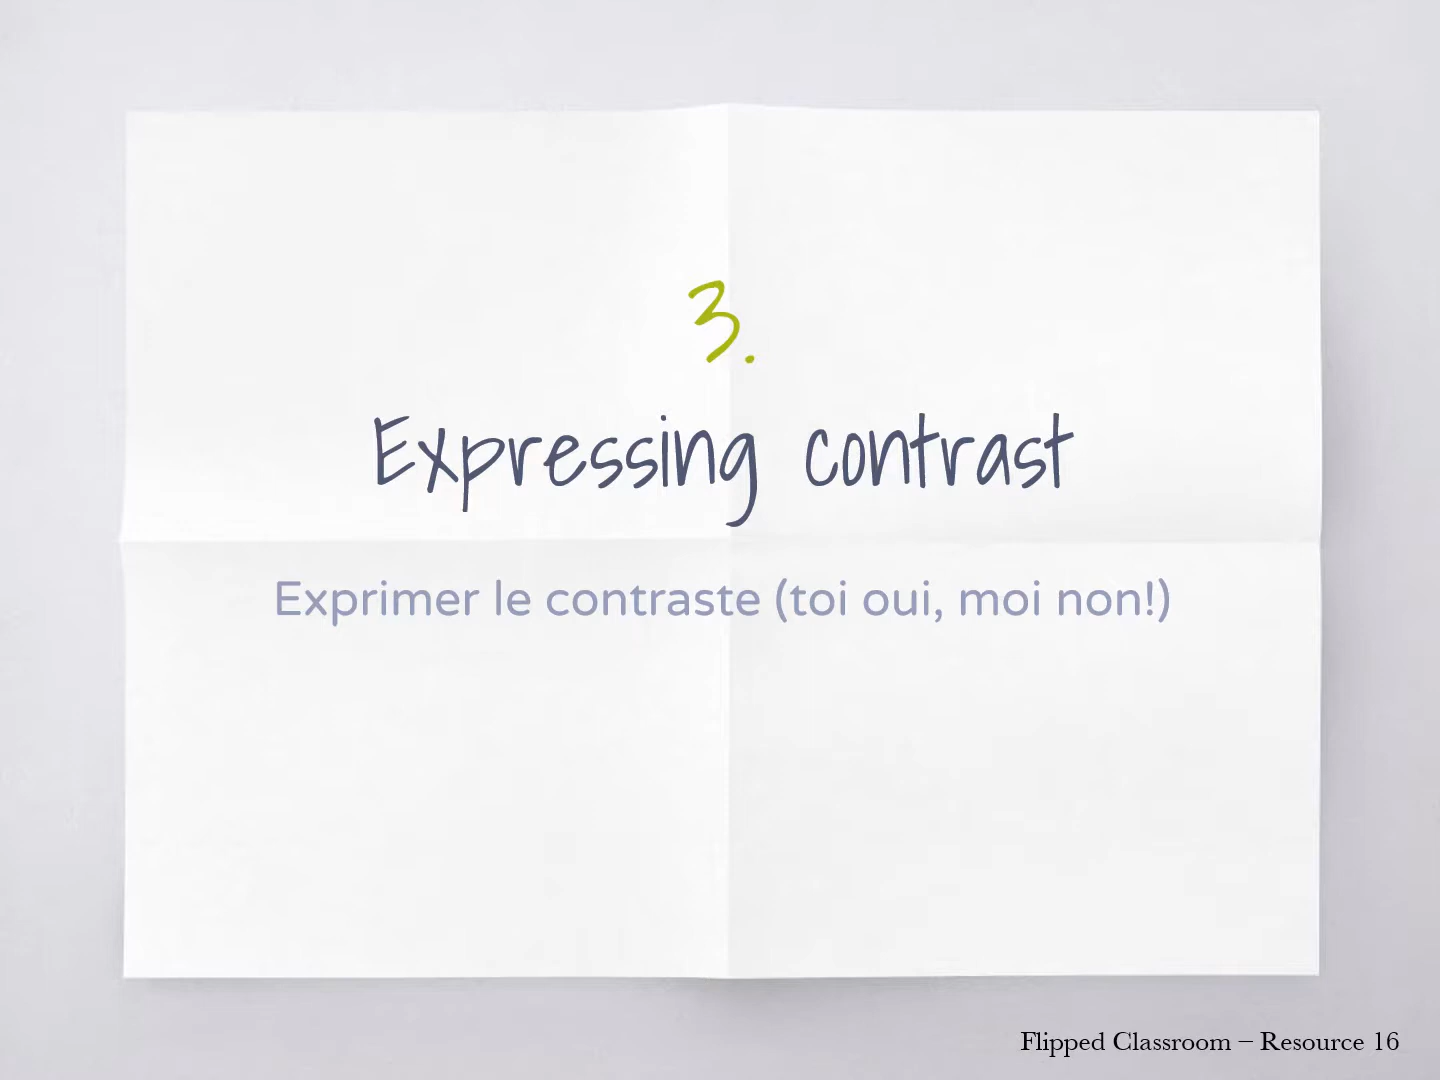 3.
Expressing contrast
Exprimer le contraste (toi oui, moi non!)
Flipped Classroom – Resource 16